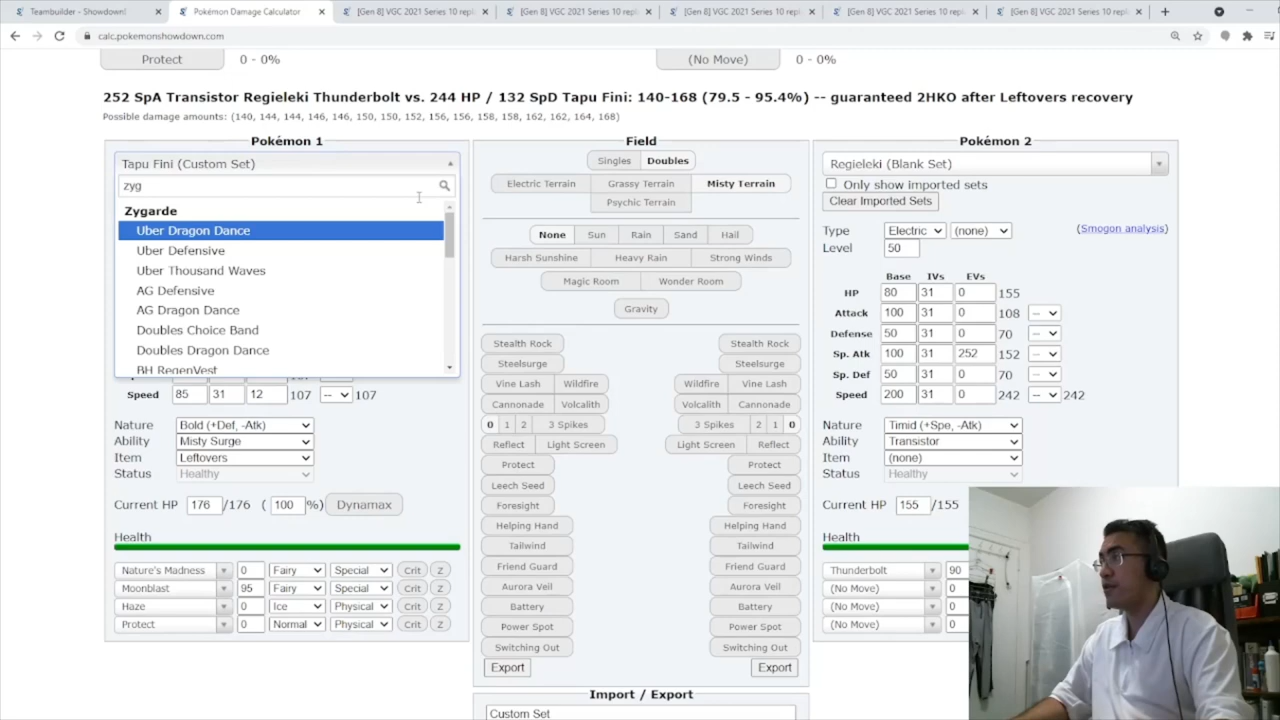 Teambuilder - Showdown!
Pokémon Damage Calculator
[Gen 8] VGC 2021 Series 10 repl
[Gen 8] VGC 2021 Series 10 repl
[Gen 8] VGC 2021 Series 10 repl
[Gen 8] VGC 2021 Series 10 repl
[Gen 8] VGC 2021 Series 10 repl
calc.pokemonshowdown.com
Protect 0 - 0%
(No Move) 0 - 0%
252 SpA Transistor Regieleki Thunderbolt vs. 244 HP / 132 SpD Tapu Fini: 140-168 (79.5 - 95.4%) -- guaranteed 2HKO after Leftovers recovery
Possible damage amounts: (140, 144, 144, 146, 146, 150, 150, 152, 156, 156, 158, 158, 162, 162, 164, 168)
Pokémon 1
Tapu Fini (Custom Set)
zyg
Zygarde
Uber Dragon Dance
Uber Defensive
Uber Thousand Waves
AG Defensive
AG Dragon Dance
Doubles Choice Band
Doubles Dragon Dance
BH RegenVest
Speed 85 31 12 107 -- 107
Nature Bold (+Def, -Atk)
Ability Misty Surge
Item Leftovers
Status Healthy
Current HP 176 /176 ( 100 %) Dynamax
Health
Nature's Madness 0 Fairy Special Crit Z
Moonblast 95 Fairy Special Crit Z
Haze 0 Ice Physical Crit Z
Protect 0 Normal Physical Crit Z
Field
Singles Doubles
Electric Terrain Grassy Terrain Misty Terrain
Psychic Terrain
None Sun Rain Sand Hail
Harsh Sunshine Heavy Rain Strong Winds
Magic Room Wonder Room
Gravity
Stealth Rock Stealth Rock
Steelsurge Steelsurge
Vine Lash Wildfire Wildfire Vine Lash
Cannonade Volcalith Volcalith Cannonade
0 1 2 3 Spikes 3 Spikes 2 1 0
Reflect Light Screen Light Screen Reflect
Protect Protect
Leech Seed Leech Seed
Foresight Foresight
Helping Hand Helping Hand
Tailwind Tailwind
Friend Guard Friend Guard
Aurora Veil Aurora Veil
Battery Battery
Power Spot Power Spot
Switching Out Switching Out
Export Export
Import / Export
Custom Set
Pokémon 2
Regieleki (Blank Set)
Only show imported sets
Clear Imported Sets
Type Electric (none) (Smogon analysis)
Level 50
Base IVs EVs
HP 80 31 0 155
Attack 100 31 0 108 --
Defense 50 31 0 70 --
Sp. Atk 100 31 252 152 --
Sp. Def 50 31 0 70 --
Speed 200 31 0 242 -- 242
Nature Timid (+Spe, -Atk)
Ability Transistor
Item (none)
Status Healthy
Current HP 155 /155
Health
Thunderbolt 90
(No Move) 0
(No Move) 0
(No Move) 0